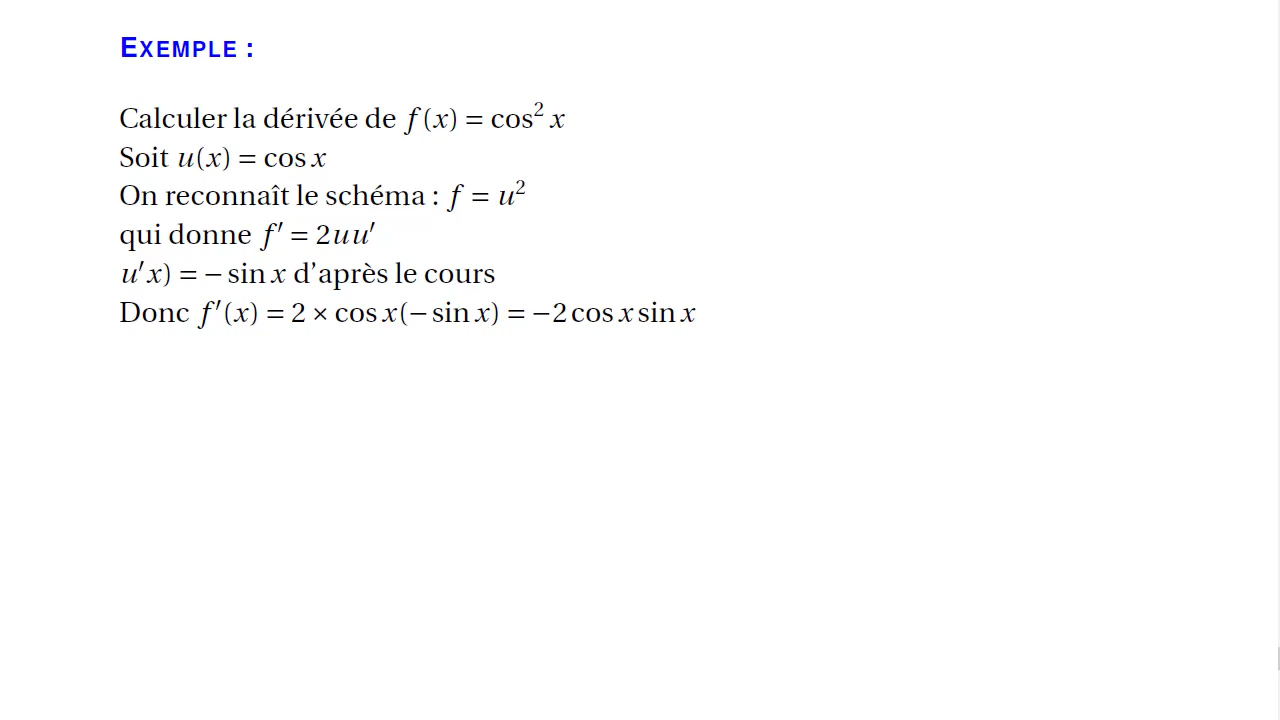 EXEMPLE :
Calculer la dérivée de f(x) = cos² x
Soit u(x) = cos x
On reconnaît le schéma : f = u²
qui donne f′ = 2uu′
u′x) = − sin x d’après le cours
Donc f′(x) = 2 × cos x(− sin x) = −2 cos x sin x